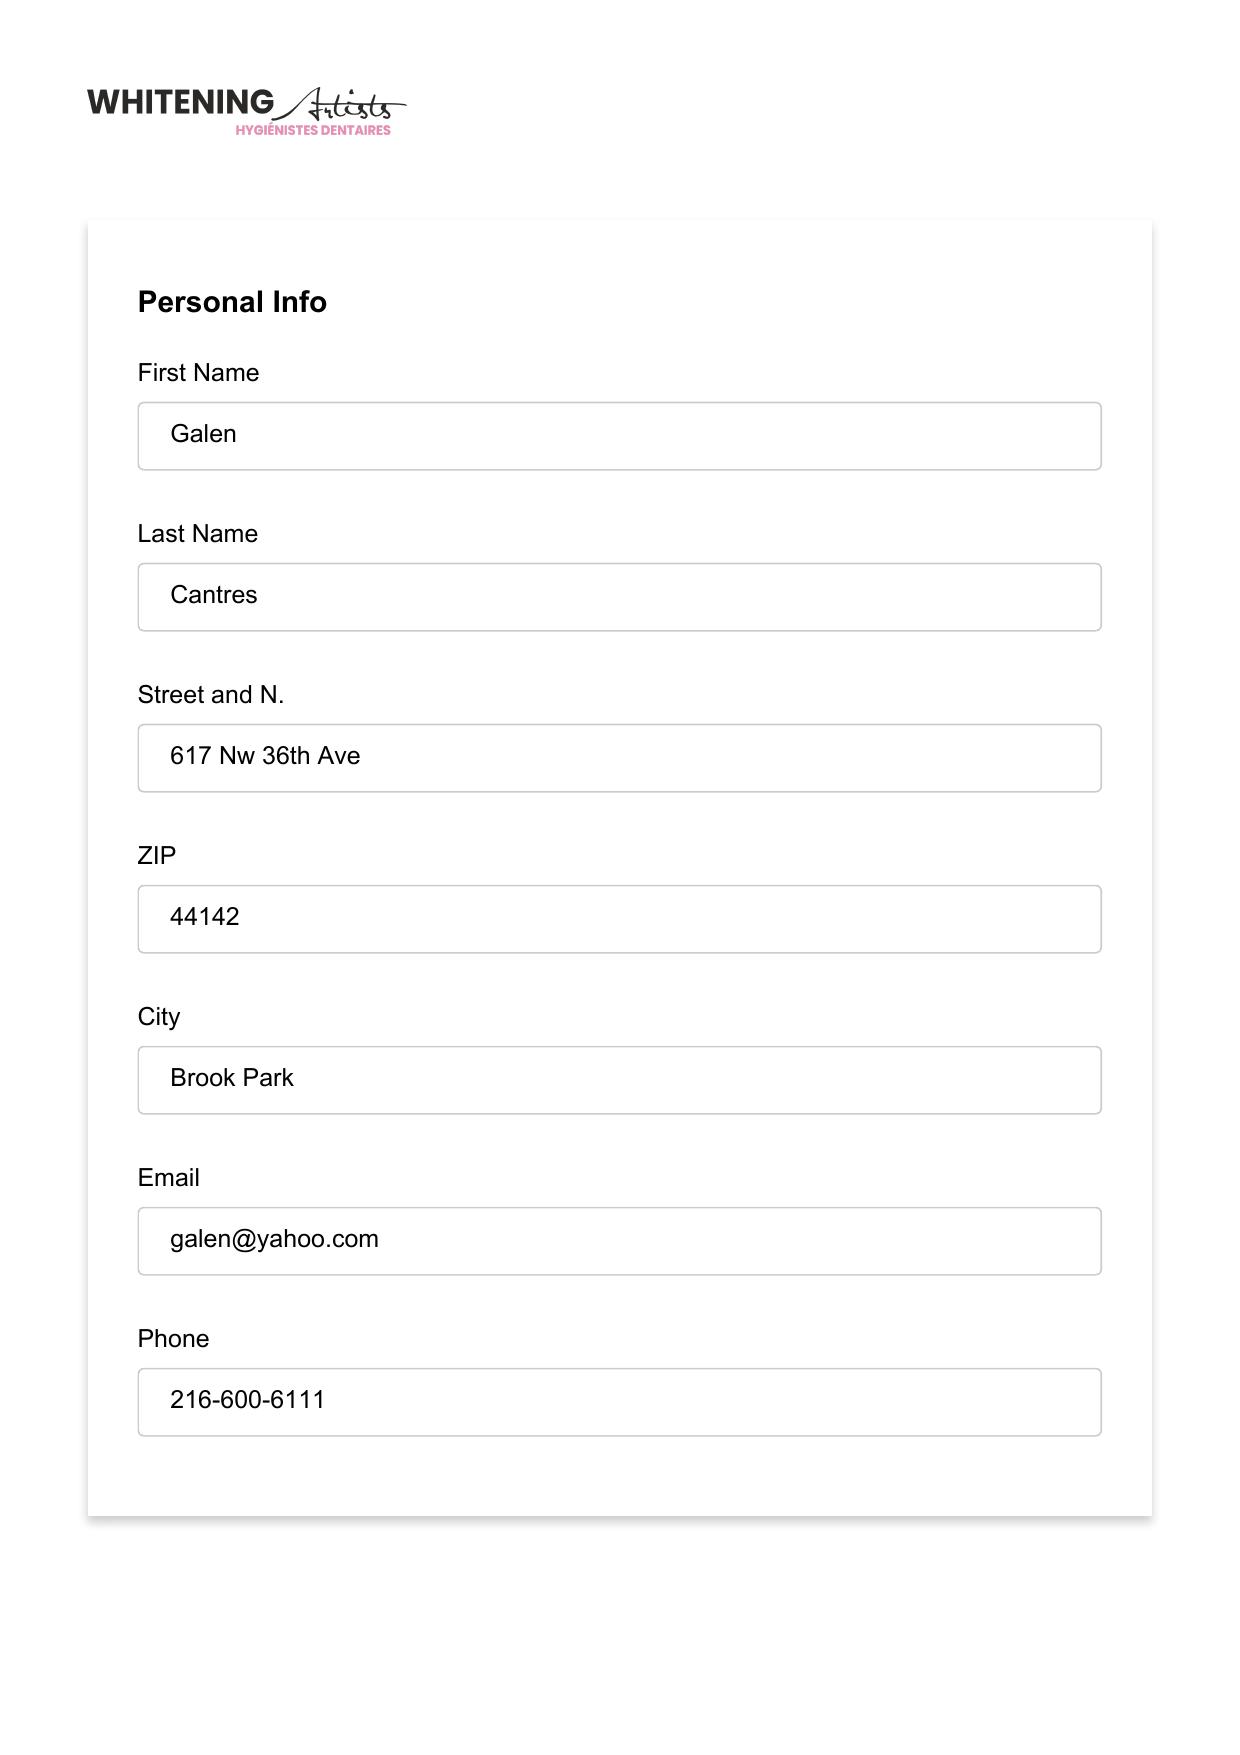 WHITENING Artists
HYGIÉNISTES DENTAIRES
Personal Info
First Name
Galen
Last Name
Cantres
Street and N.
617 Nw 36th Ave
ZIP
44142
City
Brook Park
Email
galen@yahoo.com
Phone
216-600-6111